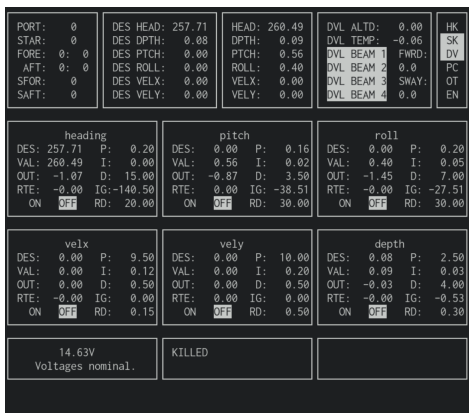 PORT: 0 DES HEAD: 257.71 HEAD: 260.49 DVL ALTD: 0.00 HK
STAR: 0 DES DPTH: 0.08 DPTH: 0.09 DVL TEMP: -0.06 SK
FORE: 0: 0 DES PTCH: 0.00 PTCH: 0.56 DVL BEAM 1 FWRD: DV
AFT: 0: 0 DES ROLL: 0.00 ROLL: 0.40 DVL BEAM 2 0.0 PC
SFOR: 0 DES VELX: 0.00 VELX: 0.00 DVL BEAM 3 SWAY: OT
SAFT: 0 DES VELY: 0.00 VELY: 0.00 DVL BEAM 4 0.0 EN
heading pitch roll
DES: 257.71 P: 0.20 DES: 0.00 P: 0.16 DES: 0.00 P: 0.20
VAL: 260.49 I: 0.00 VAL: 0.56 I: 0.02 VAL: 0.40 I: 0.05
OUT: -1.07 D: 15.00 OUT: -0.87 D: 3.50 OUT: -1.45 D: 7.00
RTE: -0.00 IG:-140.50 RTE: -0.00 IG: -38.51 RTE: -0.00 IG: -27.51
ON OFF RD: 20.00 ON OFF RD: 30.00 ON OFF RD: 30.00
velx vely depth
DES: 0.00 P: 9.50 DES: 0.00 P: 10.00 DES: 0.08 P: 2.50
VAL: 0.00 I: 0.12 VAL: 0.00 I: 0.20 VAL: 0.09 I: 0.03
OUT: 0.00 D: 0.50 OUT: 0.00 D: 0.50 OUT: -0.03 D: 4.00
RTE: -0.00 IG: 0.00 RTE: -0.00 IG: 0.00 RTE: -0.00 IG: -0.53
ON OFF RD: 0.15 ON OFF RD: 0.50 ON OFF RD: 0.30
14.63V KILLED
Voltages nominal.